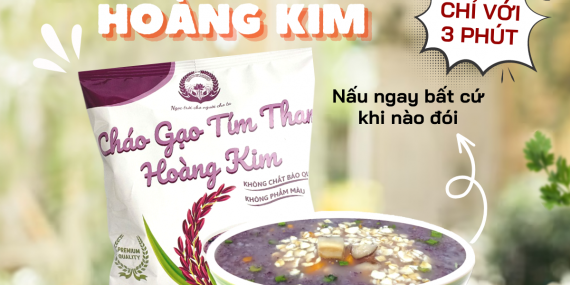 HOÀNG KIM
CHỈ VỚI
3 PHÚT
Nấu ngay bất cứ
khi nào đói
Cháo Gạo Tím Than
Hoàng Kim
KHÔNG CHẤT BẢO QU
KHÔNG PHẨM MÀU
PREMIUM
QUALITY